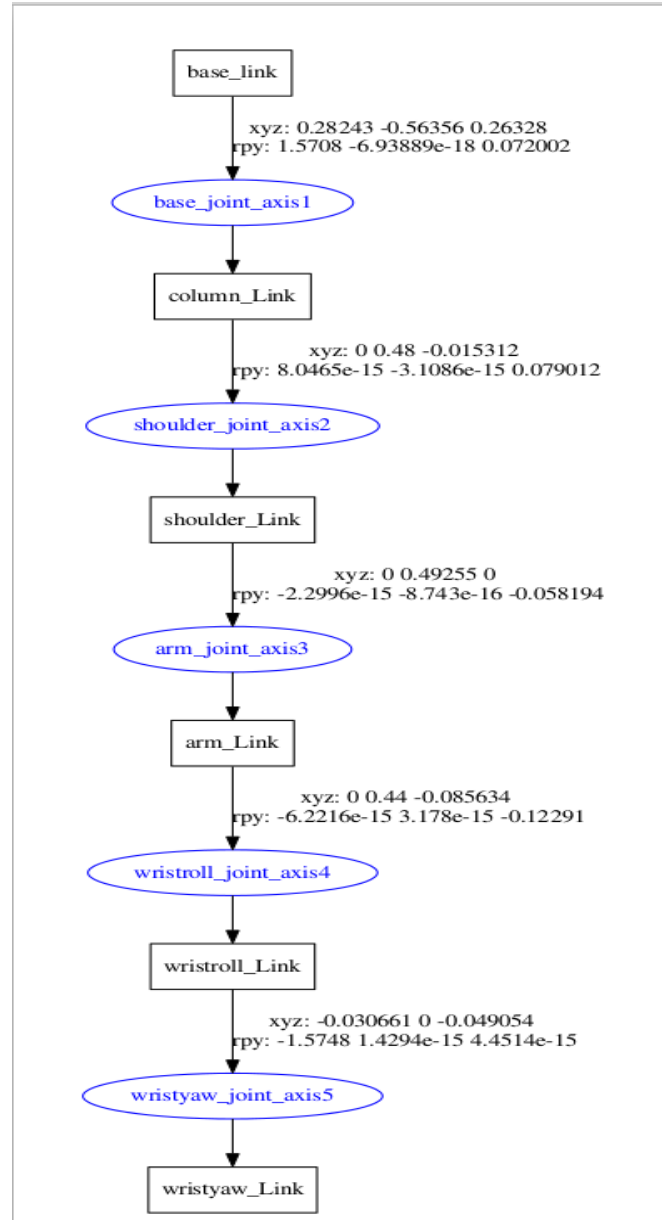 base_link
xyz: 0.28243 -0.56356 0.26328
rpy: 1.5708 -6.93889e-18 0.072002
base_joint_axis1
column_Link
xyz: 0 0.48 -0.015312
rpy: 8.0465e-15 -3.1086e-15 0.079012
shoulder_joint_axis2
shoulder_Link
xyz: 0 0.49255 0
rpy: -2.2996e-15 -8.743e-16 -0.058194
arm_joint_axis3
arm_Link
xyz: 0 0.44 -0.085634
rpy: -6.2216e-15 3.178e-15 -0.12291
wristroll_joint_axis4
wristroll_Link
xyz: -0.030661 0 -0.049054
rpy: -1.5748 1.4294e-15 4.4514e-15
wristyaw_joint_axis5
wristyaw_Link